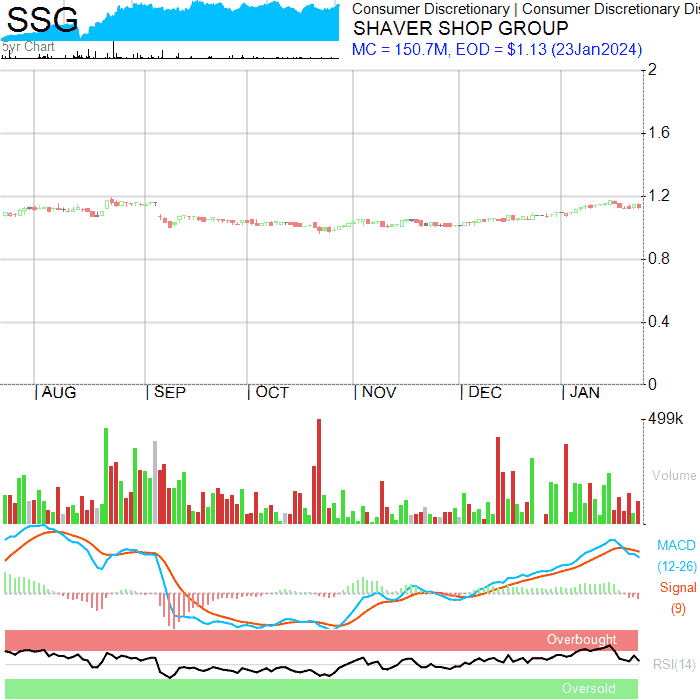 SSG
5yr Chart
Consumer Discretionary | Consumer Discretionary Dis
SHAVER SHOP GROUP
MC = 150.7M, EOD = $1.13 (23Jan2024)
2
1.6
1.2
0.8
0.4
0
| AUG | SEP | OCT | NOV | DEC | JAN
499k
Volume
MACD
(12-26)
Signal
(9)
Overbought
RSI(14)
Oversold